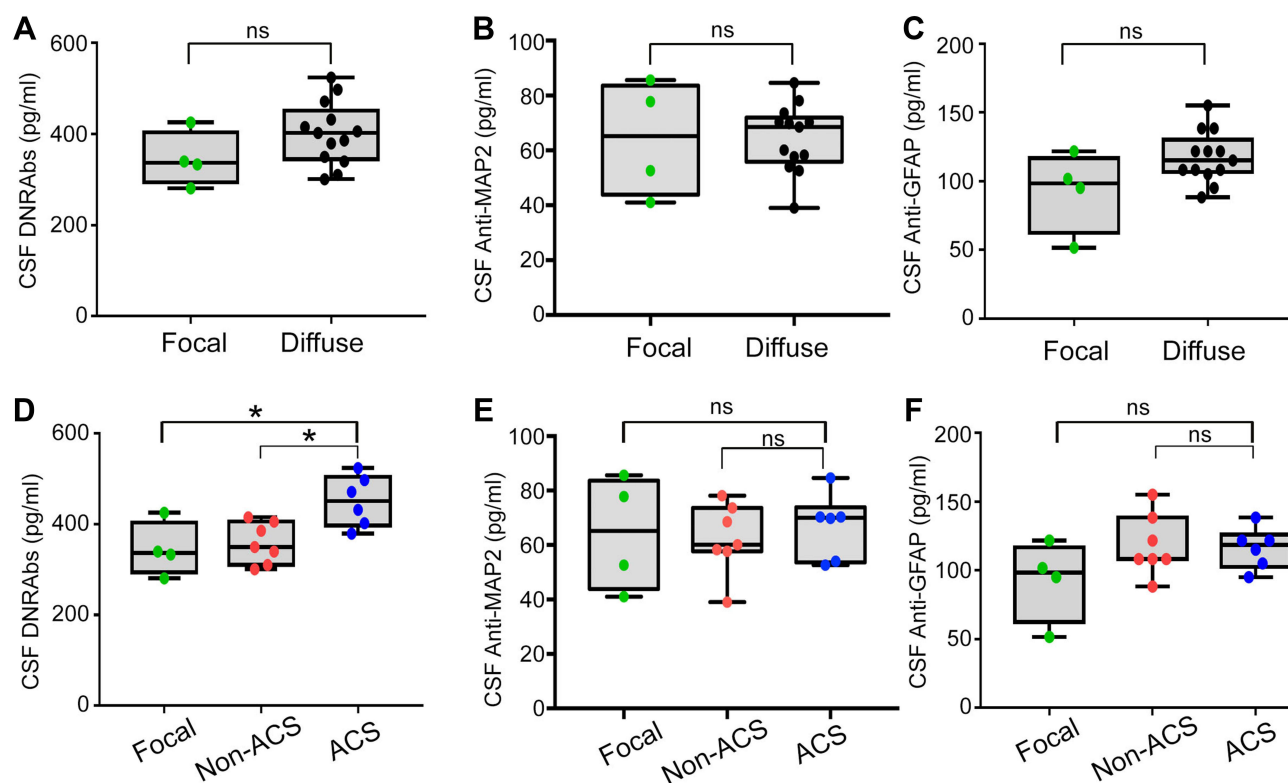 A
ns
CSF DNRAbs (pg/ml)
600
400
200
0
Focal
Diffuse
B
ns
CSF Anti-MAP2 (pg/ml)
100
80
60
40
20
0
Focal
Diffuse
C
ns
CSF Anti-GFAP (pg/ml)
200
150
100
50
0
Focal
Diffuse
D
*
*
CSF DNRAbs (pg/ml)
600
400
200
0
Focal
Non-ACS
ACS
E
ns
ns
CSF Anti-MAP2 (pg/ml)
100
80
60
40
20
0
Focal
Non-ACS
ACS
F
ns
ns
CSF Anti-GFAP (pg/ml)
200
150
100
50
0
Focal
Non-ACS
ACS